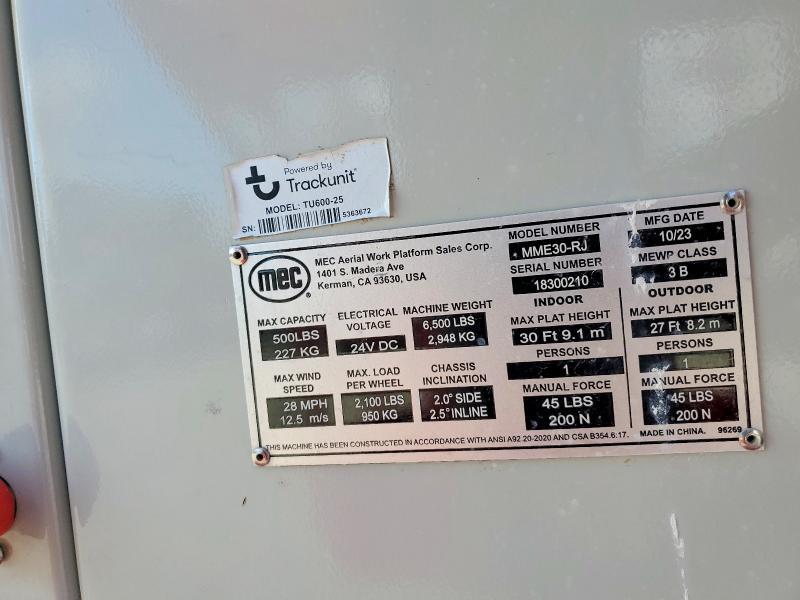 Powered by
Trackunit
MODEL: TU600-25
SN: 5363672
mec®
MEC Aerial Work Platform Sales Corp.
1401 S. Madera Ave
Kerman, CA 93630, USA
MODEL NUMBER
MME30-RJ
SERIAL NUMBER
18300210
MFG DATE
10/23
MEWP CLASS
3 B
MAX CAPACITY
500LBS
227 KG
ELECTRICAL
VOLTAGE
24V DC
MACHINE WEIGHT
6,500 LBS
2,948 KG
INDOOR
MAX PLAT HEIGHT
30 Ft 9.1 m
PERSONS
1
MANUAL FORCE
45 LBS
200 N
OUTDOOR
MAX PLAT HEIGHT
27 Ft 8.2 m
PERSONS
1
MANUAL FORCE
45 LBS
200 N
MAX WIND
SPEED
28 MPH
12.5 m/s
MAX. LOAD
PER WHEEL
2,100 LBS
950 KG
CHASSIS
INCLINATION
2.0° SIDE
2.5° INLINE
THIS MACHINE HAS BEEN CONSTRUCTED IN ACCORDANCE WITH ANSI A92.20-2020 AND CSA B354.6:17.
MADE IN CHINA. 96269